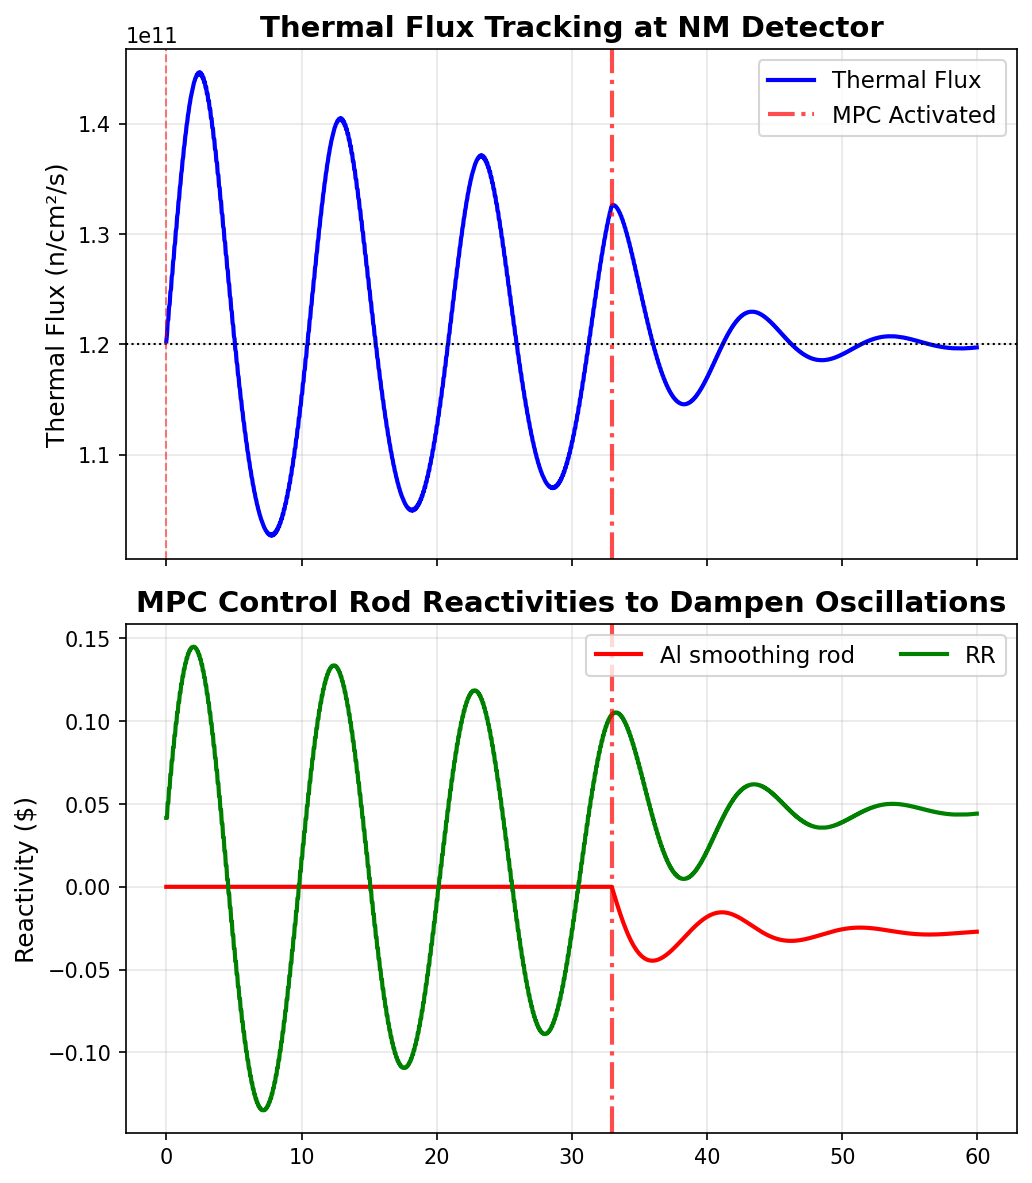 Thermal Flux Tracking at NM Detector
1e11
Thermal Flux
MPC Activated
1.4
1.3
1.2
1.1
Thermal Flux (n/cm²/s)
MPC Control Rod Reactivities to Dampen Oscillations
Al smoothing rod RR
0.15
0.10
0.05
0.00
−0.05
−0.10
Reactivity ($)
0 10 20 30 40 50 60